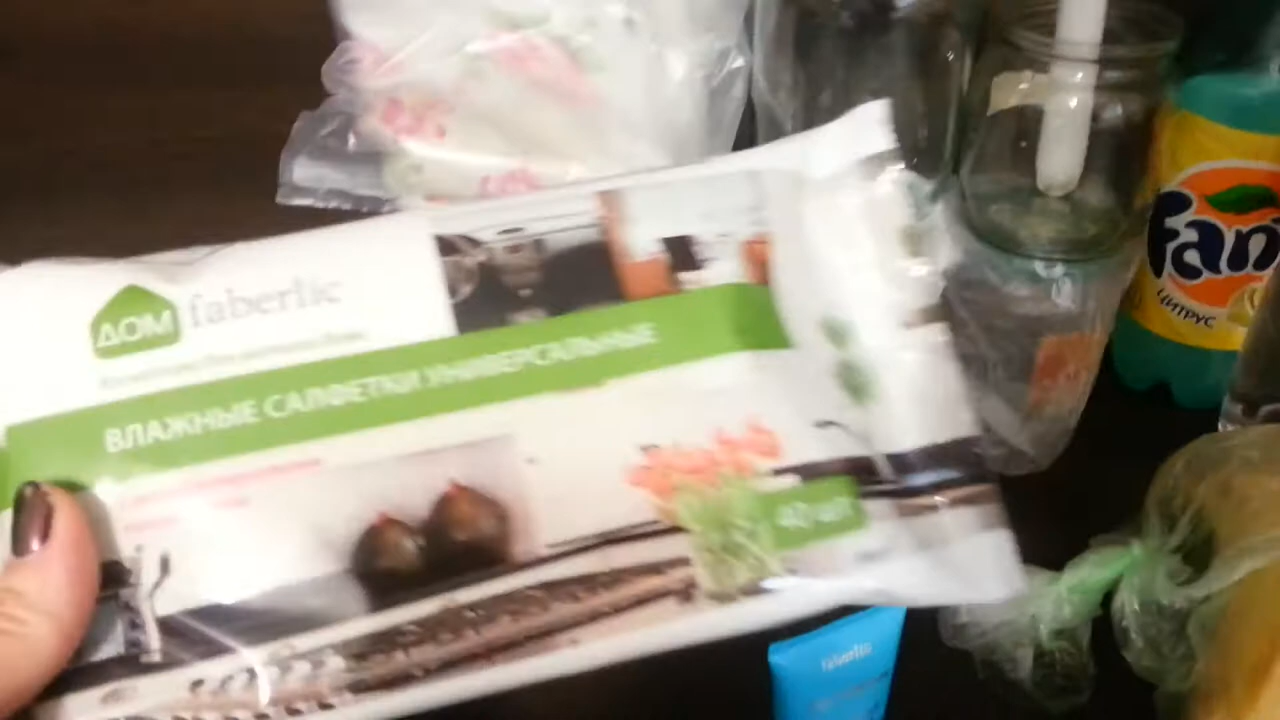 ДОМ faberlic
ВЛАЖНЫЕ САЛФЕТКИ УНИВЕРСАЛЬНЫЕ
40 шт
Fan
ЦИТРУС
faberlic